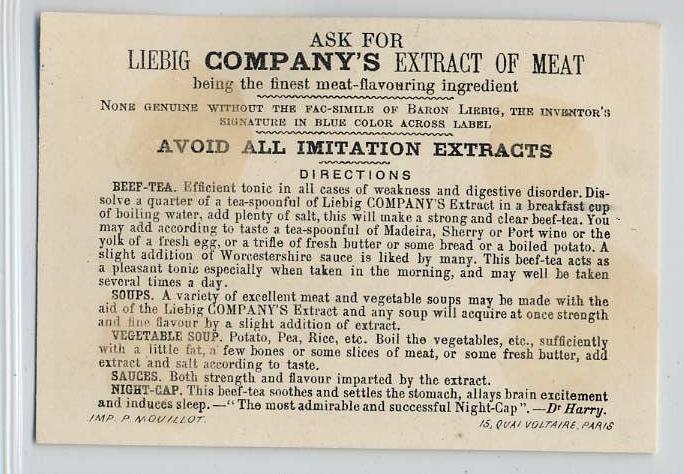 ASK FOR
LIEBIG COMPANY'S EXTRACT OF MEAT
being the finest meat-flavouring ingredient
NONE GENUINE WITHOUT THE FAC-SIMILE OF BARON LIEBIG, THE INVENTOR'S
SIGNATURE IN BLUE COLOR ACROSS LABEL
AVOID ALL IMITATION EXTRACTS
DIRECTIONS
BEEF-TEA. Efficient tonic in all cases of weakness and digestive disorder. Dis-
solve a quarter of a tea-spoonful of Liebig COMPANY'S Extract in a breakfast cup
of boiling water, add plenty of salt, this will make a strong and clear beef-tea. You
may add according to taste a tea-spoonful of Madeira, Sherry or Port wine or the
yolk of a fresh egg, or a trifle of fresh butter or some bread or a boiled potato. A
slight addition of Worcestershire sauce is liked by many. This beef-tea acts as
a pleasant tonic especially when taken in the morning, and may well be taken
several times a day.
SOUPS. A variety of excellent meat and vegetable soups may be made with the
aid of the Liebig COMPANY'S Extract and any soup will acquire at once strength
and fine flavour by a slight addition of extract.
VEGETABLE SOUP. Potato, Pea, Rice, etc. Boil the vegetables, etc., sufficiently
with a little fat, a few bones or some slices of meat, or some fresh butter, add
extract and salt according to taste.
SAUCES. Both strength and flavour imparted by the extract.
NIGHT-CAP. This beef-tea soothes and settles the stomach, allays brain excitement
and induces sleep. — "The most admirable and successful Night-Cap". — Dr Harry.
IMP. P. MOUILLOT. 15, QUAI VOLTAIRE, PARIS